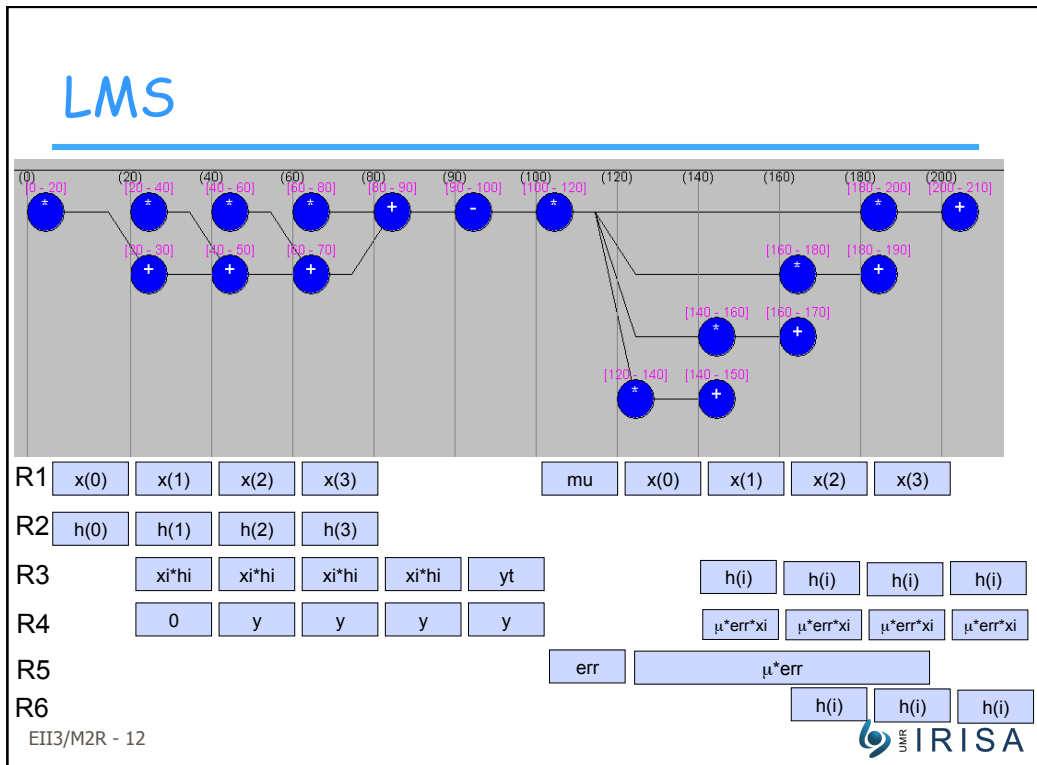 LMS
(0) (20) (40) (60) (80) (90) (100) (120) (140) (160) (180) (200)
[0 - 20] [20 - 40] [40 - 60] [60 - 80] [80 - 90] [90 - 100] [100 - 120] [180 - 200] [200 - 210]
* * * * + - * * +
[20 - 30] [40 - 50] [60 - 70] [160 - 180] [180 - 190]
+ + + * +
[140 - 160] [160 - 170]
* +
[120 - 140] [140 - 150]
* +
R1 x(0) x(1) x(2) x(3) mu x(0) x(1) x(2) x(3)
R2 h(0) h(1) h(2) h(3)
R3 xi*hi xi*hi xi*hi xi*hi yt h(i) h(i) h(i) h(i)
R4 0 y y y y μ*err*xi μ*err*xi μ*err*xi μ*err*xi
R5 err μ*err
R6 h(i) h(i) h(i)
EII3/M2R - 12 UMR IRISA